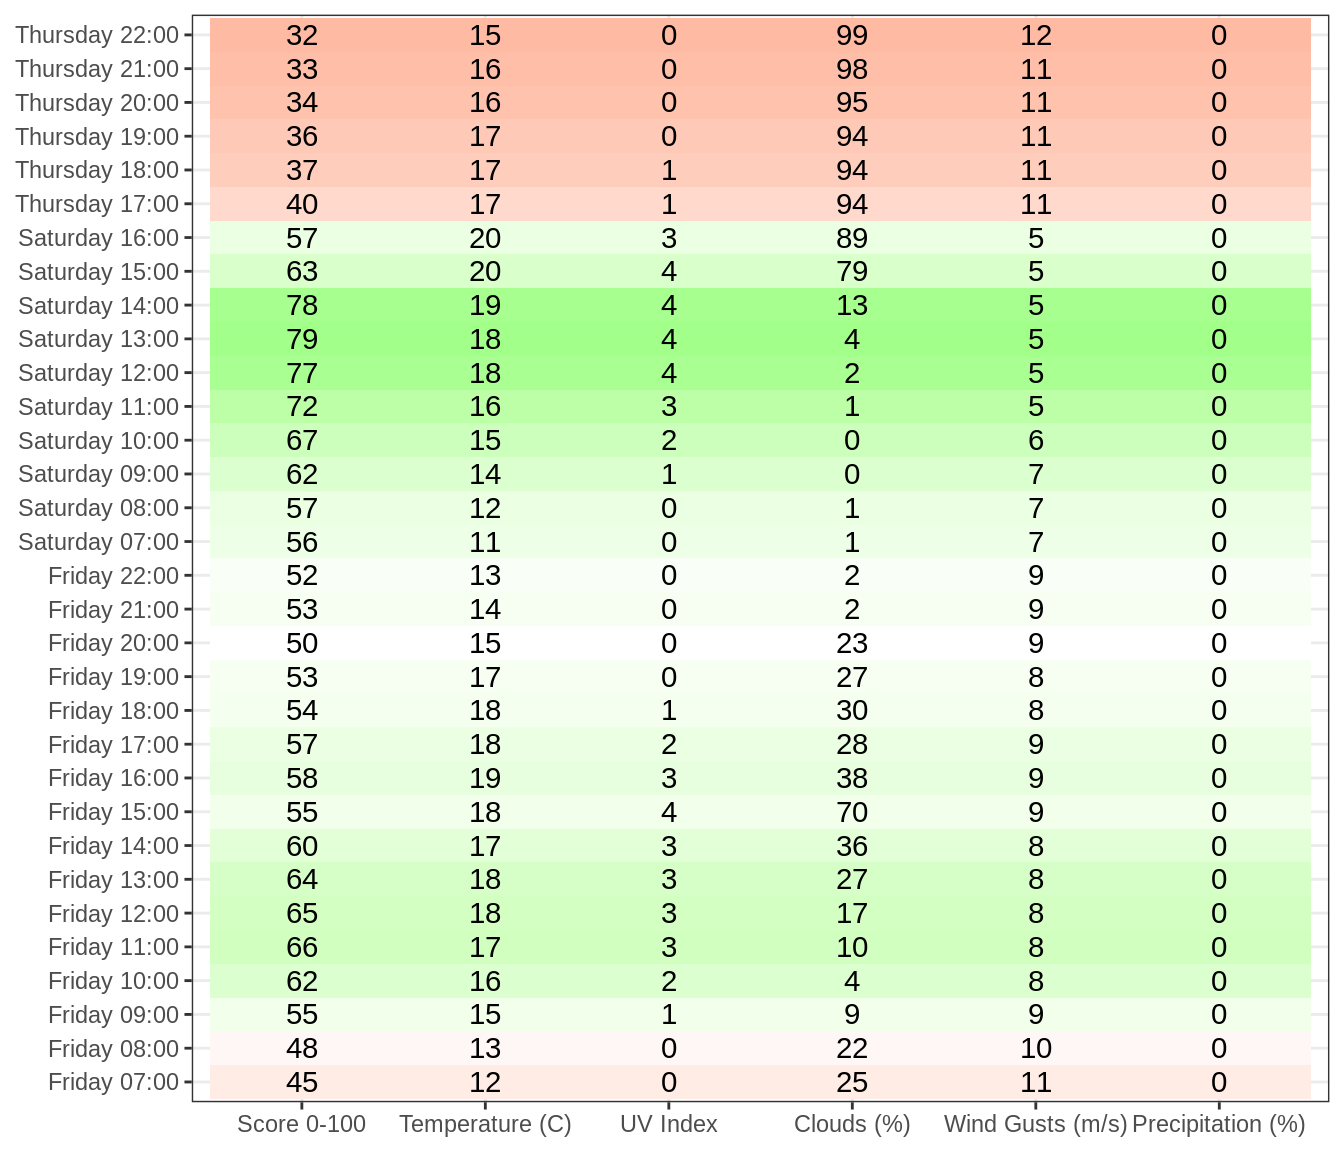 Thursday 22:00 32 15 0 99 12 0
Thursday 21:00 33 16 0 98 11 0
Thursday 20:00 34 16 0 95 11 0
Thursday 19:00 36 17 0 94 11 0
Thursday 18:00 37 17 1 94 11 0
Thursday 17:00 40 17 1 94 11 0
Saturday 16:00 57 20 3 89 5 0
Saturday 15:00 63 20 4 79 5 0
Saturday 14:00 78 19 4 13 5 0
Saturday 13:00 79 18 4 4 5 0
Saturday 12:00 77 18 4 2 5 0
Saturday 11:00 72 16 3 1 5 0
Saturday 10:00 67 15 2 0 6 0
Saturday 09:00 62 14 1 0 7 0
Saturday 08:00 57 12 0 1 7 0
Saturday 07:00 56 11 0 1 7 0
Friday 22:00 52 13 0 2 9 0
Friday 21:00 53 14 0 2 9 0
Friday 20:00 50 15 0 23 9 0
Friday 19:00 53 17 0 27 8 0
Friday 18:00 54 18 1 30 8 0
Friday 17:00 57 18 2 28 9 0
Friday 16:00 58 19 3 38 9 0
Friday 15:00 55 18 4 70 9 0
Friday 14:00 60 17 3 36 8 0
Friday 13:00 64 18 3 27 8 0
Friday 12:00 65 18 3 17 8 0
Friday 11:00 66 17 3 10 8 0
Friday 10:00 62 16 2 4 8 0
Friday 09:00 55 15 1 9 9 0
Friday 08:00 48 13 0 22 10 0
Friday 07:00 45 12 0 25 11 0
Score 0-100 Temperature (C) UV Index Clouds (%) Wind Gusts (m/s) Precipitation (%)